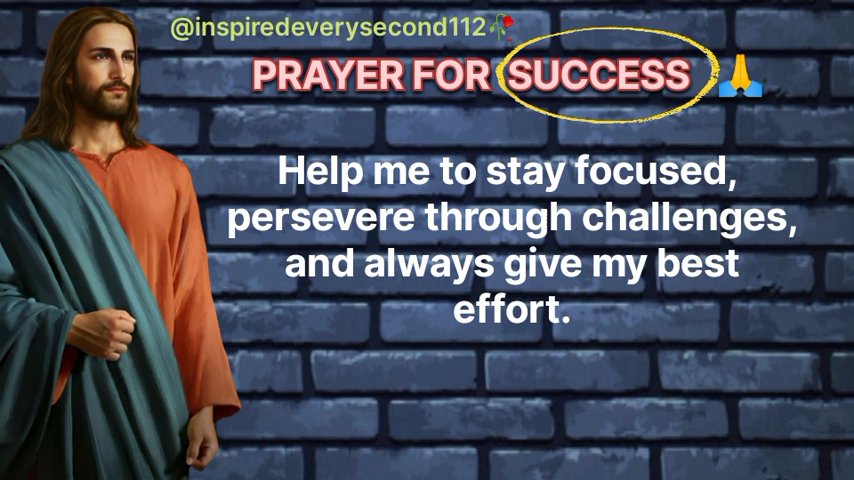 @inspiredeverysecond112🥀
PRAYER FOR SUCCESS 🙏
Help me to stay focused,
persevere through challenges,
and always give my best
effort.